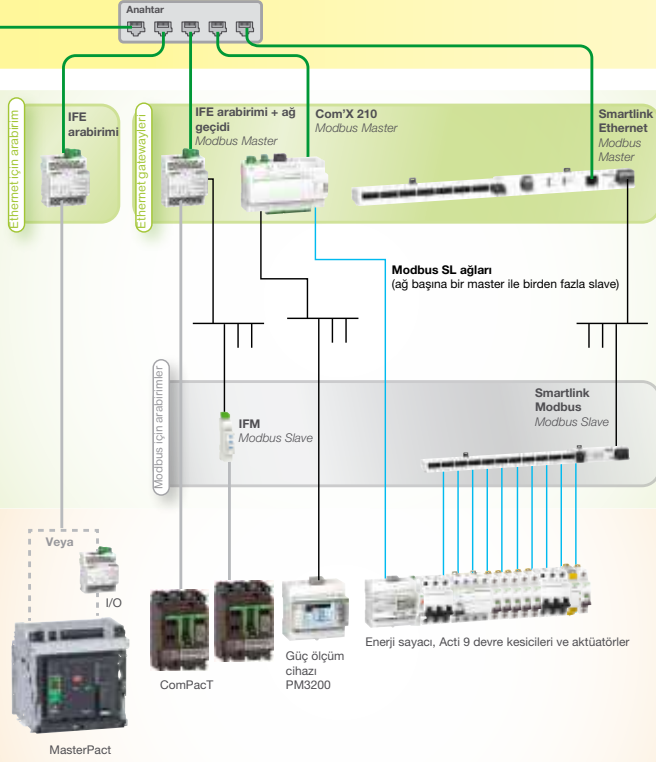 Anahtar
Ethernet için arabirim
IFE
arabirimi
Ethernet gatewayleri
IFE arabirimi + ağ
geçidi
Modbus Master
Com'X 210
Modbus Master
Smartlink
Ethernet
Modbus
Master
Modbus SL ağları
(ağ başına bir master ile birden fazla slave)
Modbus için arabirimler
IFM
Modbus Slave
Smartlink
Modbus
Modbus Slave
Veya
I/O
MasterPact
ComPacT
Güç ölçüm
cihazı
PM3200
Enerji sayacı, Acti 9 devre kesicileri ve aktüatörler